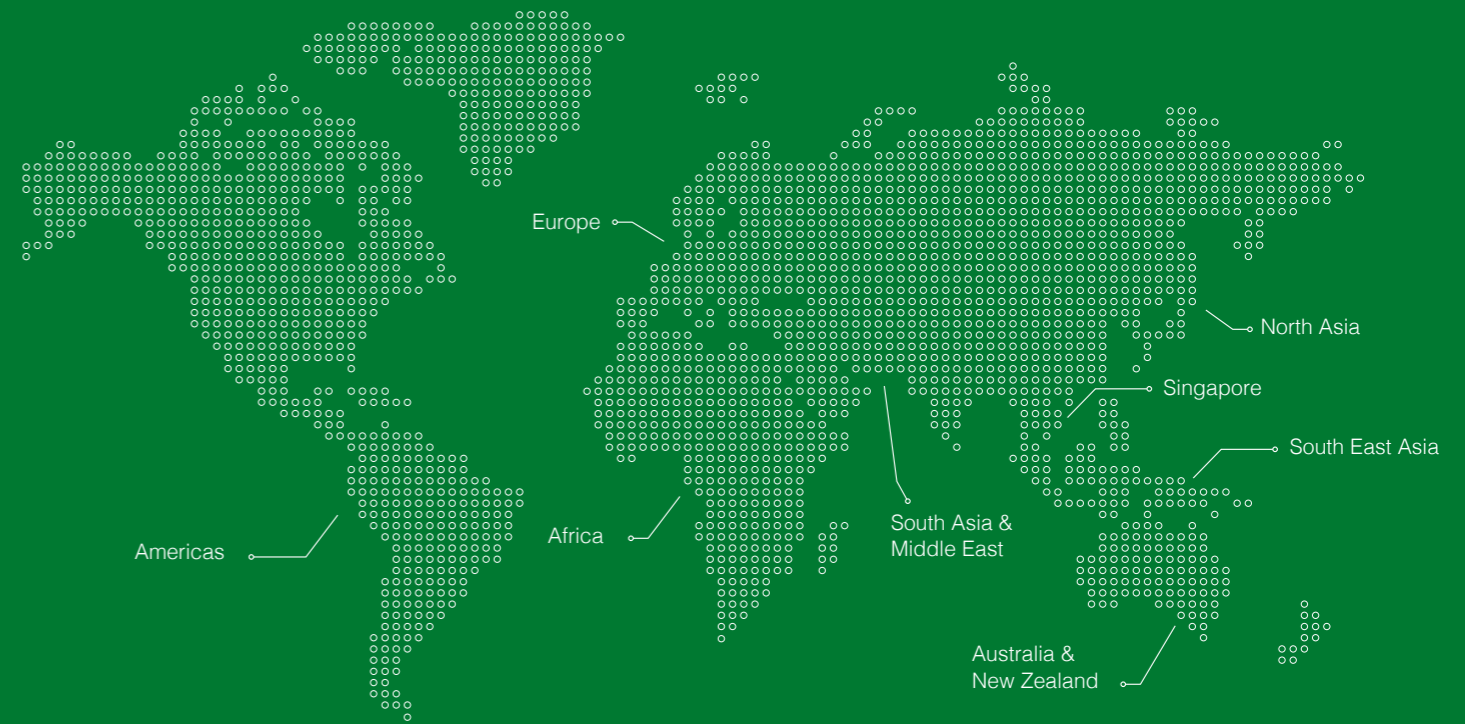 Europe
North Asia
Singapore
South East Asia
South Asia &
Middle East
Africa
Americas
Australia &
New Zealand